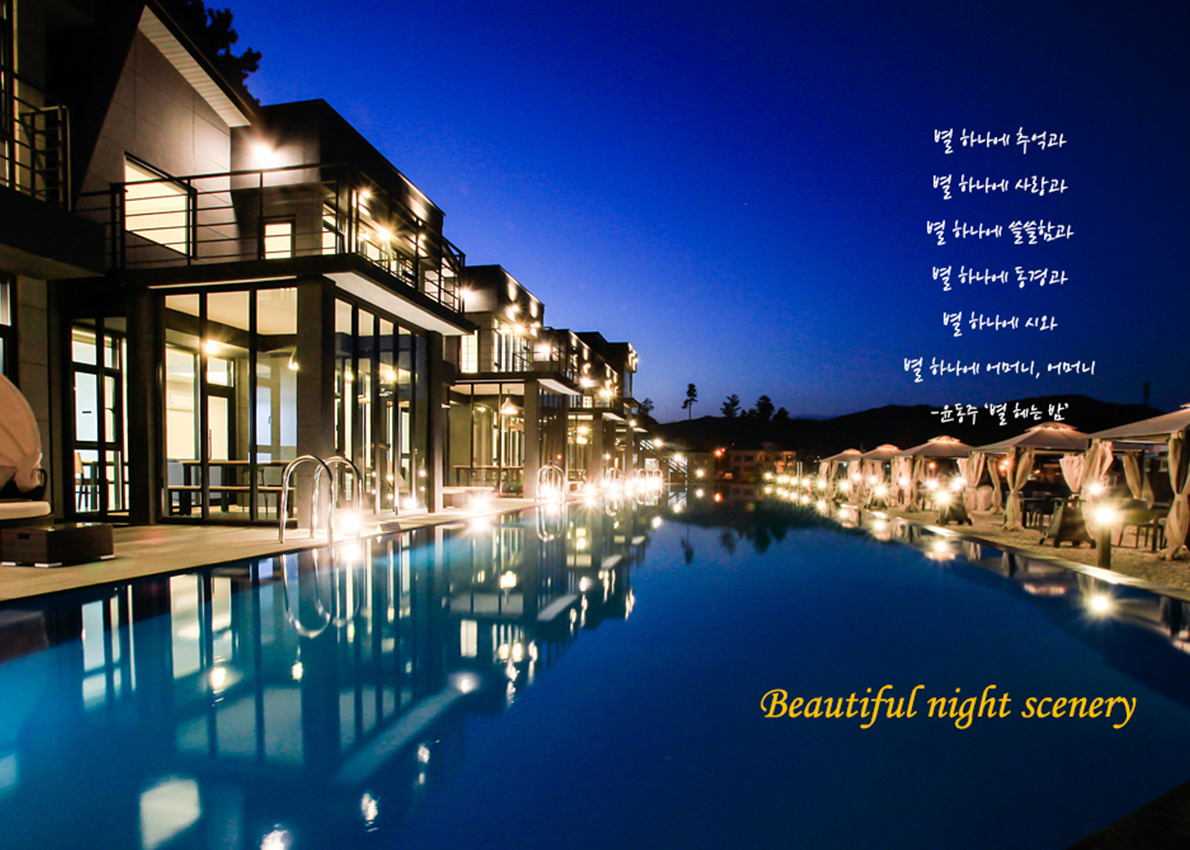 별 하나에 추억과
별 하나에 사랑과
별 하나에 쓸쓸함과
별 하나에 동경과
별 하나에 시와
별 하나에 어머니, 어머니
-윤동주 '별 헤는 밤'
Beautiful night scenery